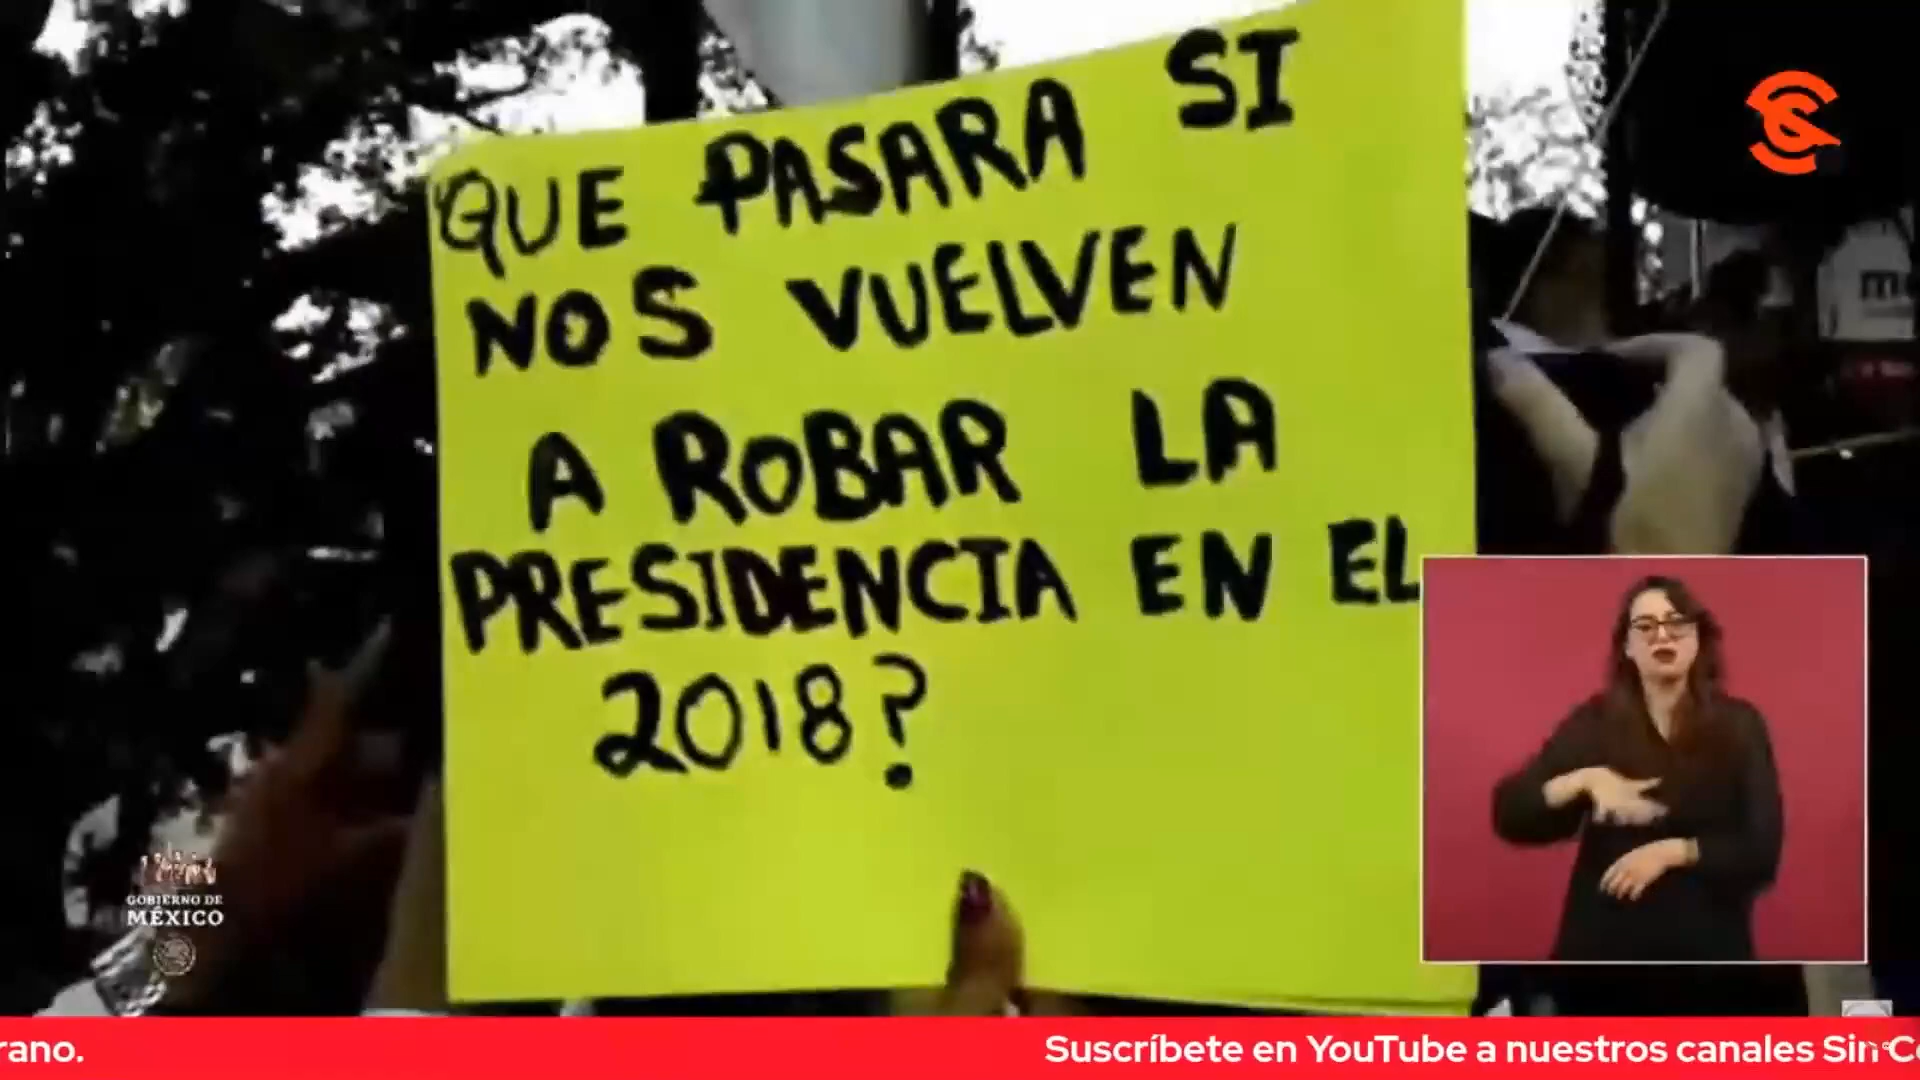 QUE PASARA SI
NOS VUELVEN
A ROBAR LA
PRESIDENCIA EN EL
2018?
GOBIERNO DE
MÉXICO
rano.
Suscríbete en YouTube a nuestros canales Sin C